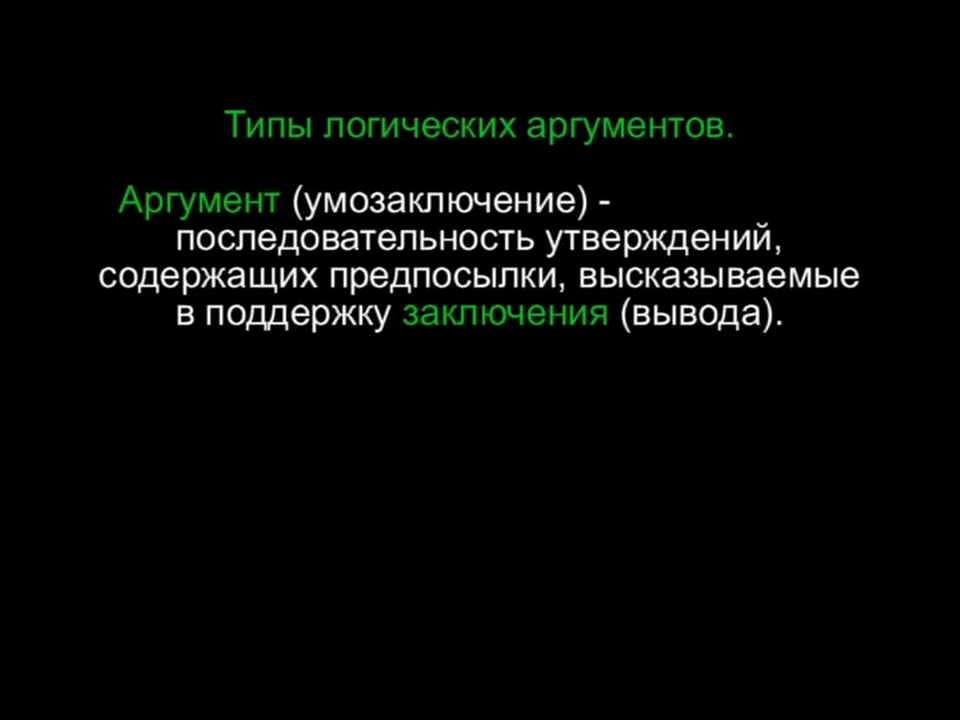 Типы логических аргументов.
Аргумент (умозаключение) -
последовательность утверждений,
содержащих предпосылки, высказываемые
в поддержку заключения (вывода).